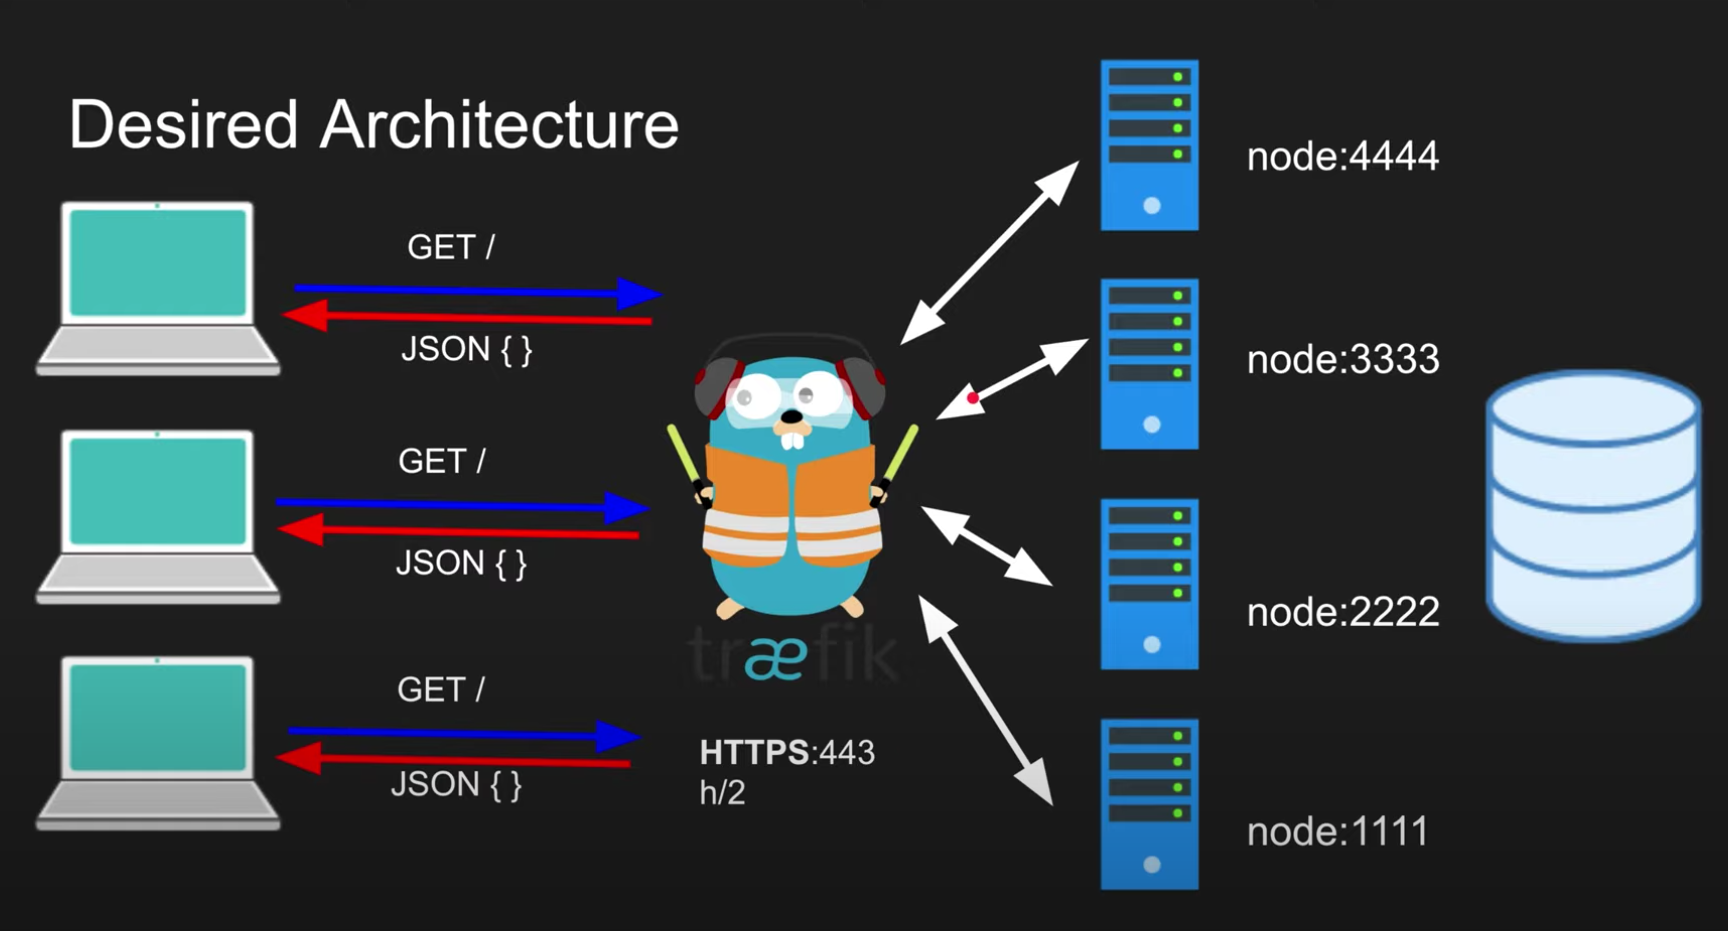 Desired Architecture
GET /
JSON { }
GET /
JSON { }
GET /
JSON { }
træfik
HTTPS:443
h/2
node:4444
node:3333
node:2222
node:1111